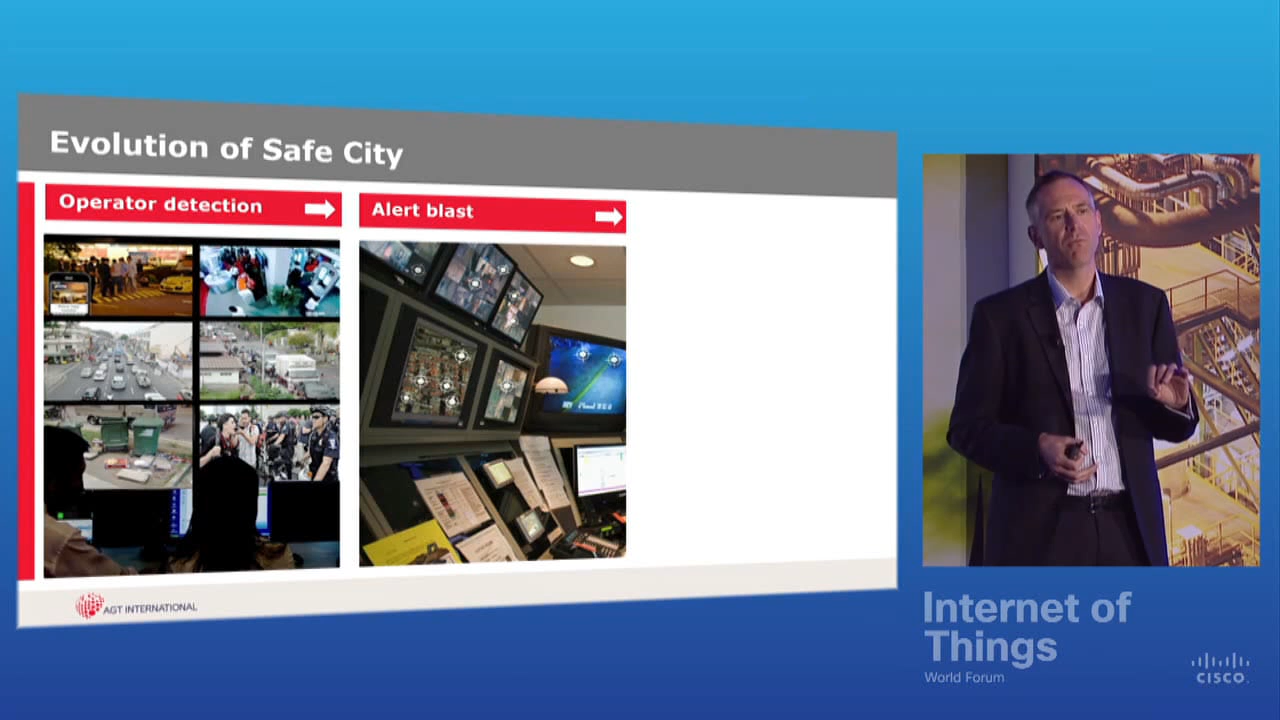 Evolution of Safe City
Operator detection
Alert blast
AGT INTERNATIONAL
Internet of
Things
World Forum
CISCO